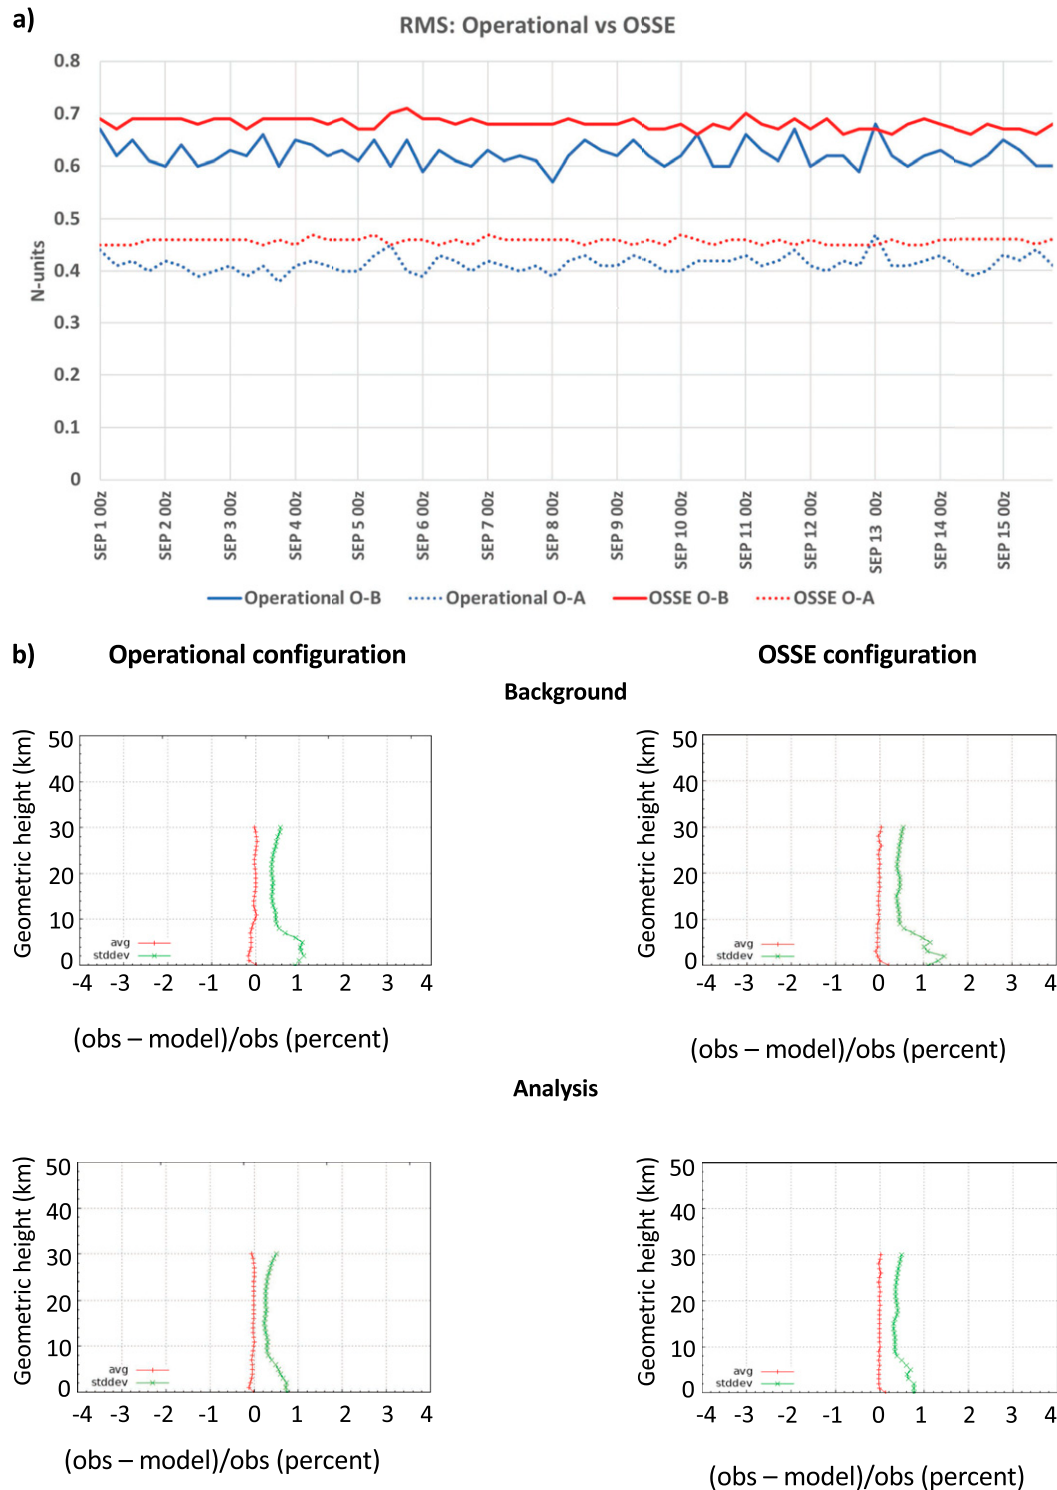 a)
RMS: Operational vs OSSE
0.8
0.7
0.6
0.5
0.4
0.3
0.2
0.1
0
N-units
SEP 1 00z
SEP 2 00z
SEP 3 00z
SEP 4 00z
SEP 5 00z
SEP 6 00z
SEP 7 00z
SEP 8 00z
SEP 9 00z
SEP 10 00z
SEP 11 00z
SEP 12 00z
SEP 13 00z
SEP 14 00z
SEP 15 00z
Operational O-B Operational O-A OSSE O-B OSSE O-A
b) Operational configuration OSSE configuration
Background
Geometric height (km)
50
40
30
20
10
0
avg
stddev
-4 -3 -2 -1 0 1 2 3 4
(obs – model)/obs (percent)
Geometric height (km)
50
40
30
20
10
0
avg
stddev
-4 -3 -2 -1 0 1 2 3 4
(obs – model)/obs (percent)
Analysis
Geometric height (km)
50
40
30
20
10
0
avg
stddev
-4 -3 -2 -1 0 1 2 3 4
(obs – model)/obs (percent)
Geometric height (km)
50
40
30
20
10
0
avg
stddev
-4 -3 -2 -1 0 1 2 3 4
(obs – model)/obs (percent)